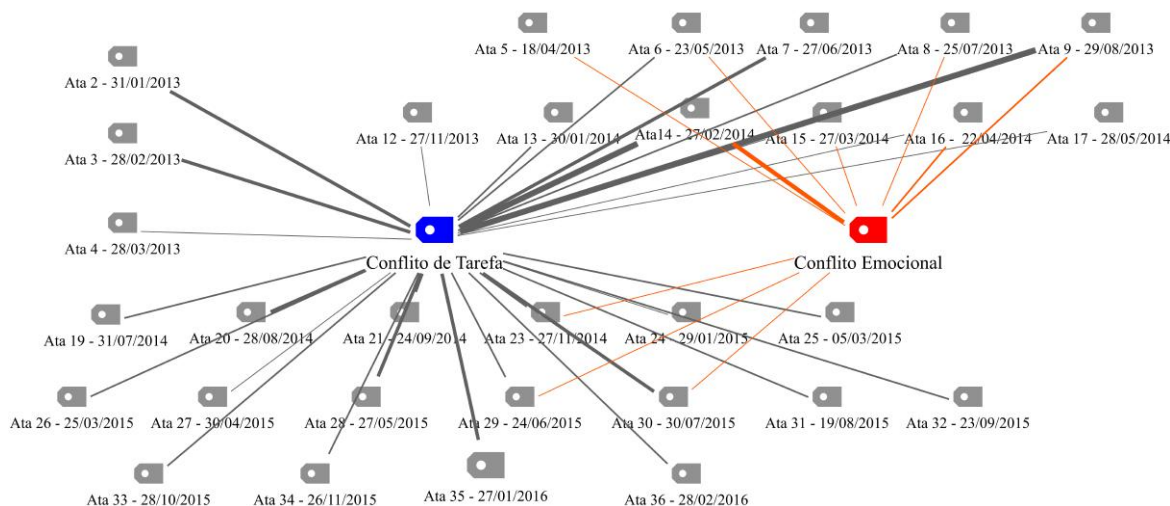 Ata 5 - 18/04/2013
Ata 6 - 23/05/2013
Ata 7 - 27/06/2013
Ata 8 - 25/07/2013
Ata 9 - 29/08/2013
Ata 2 - 31/01/2013
Ata 12 - 27/11/2013
Ata 13 - 30/01/2014
Ata14 - 27/02/2014
Ata 15 - 27/03/2014
Ata 16 - 22/04/2014
Ata 17 - 28/05/2014
Ata 3 - 28/02/2013
Ata 4 - 28/03/2013
Conflito de Tarefa
Conflito Emocional
Ata 19 - 31/07/2014
Ata 20 - 28/08/2014
Ata 21 - 24/09/2014
Ata 23 - 27/11/2014
Ata 24 - 29/01/2015
Ata 25 - 05/03/2015
Ata 26 - 25/03/2015
Ata 27 - 30/04/2015
Ata 28 - 27/05/2015
Ata 29 - 24/06/2015
Ata 30 - 30/07/2015
Ata 31 - 19/08/2015
Ata 32 - 23/09/2015
Ata 33 - 28/10/2015
Ata 34 - 26/11/2015
Ata 35 - 27/01/2016
Ata 36 - 28/02/2016